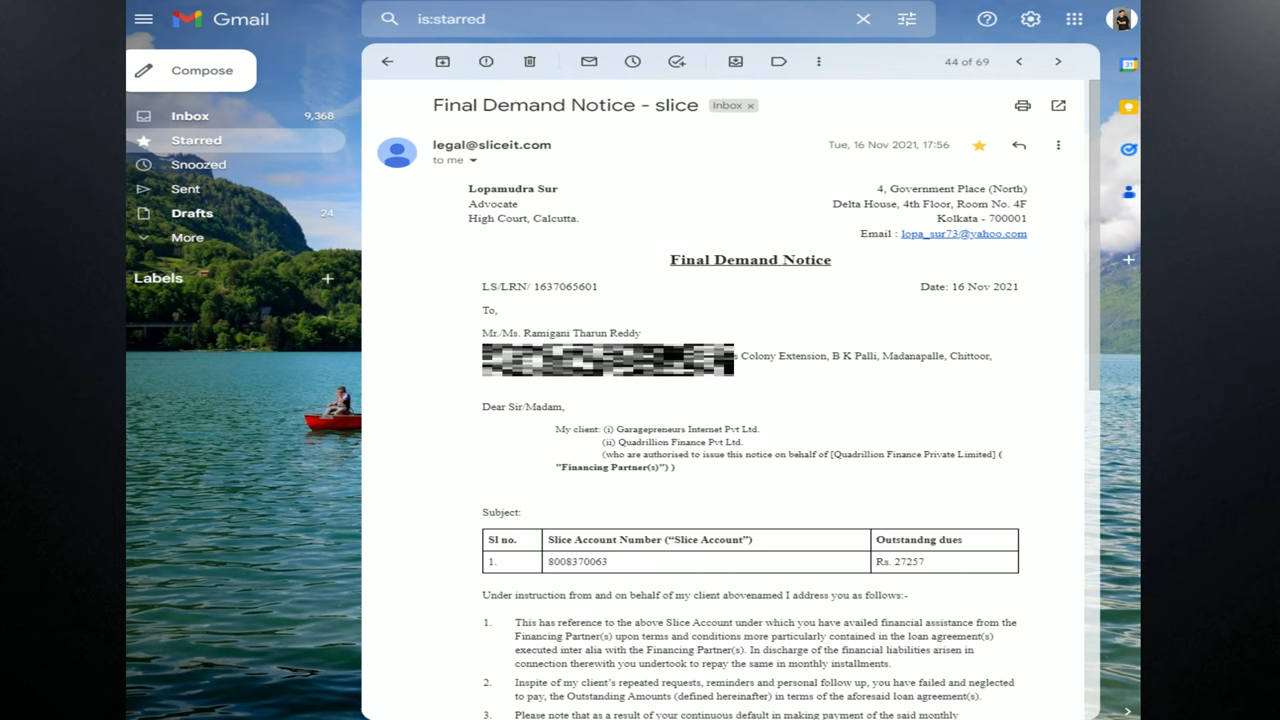 Gmail
is:starred
Compose
Inbox 9,368
Starred
Snoozed
Sent
Drafts 24
More
Labels
44 of 69
31
Final Demand Notice - slice
Inbox ×
legal@sliceit.com
Tue, 16 Nov 2021, 17:56
to me
Lopamudra Sur
Advocate
High Court, Calcutta.
4, Government Place (North)
Delta House, 4th Floor, Room No. 4F
Kolkata - 700001
Email : lopa_sur73@yahoo.com
Final Demand Notice
LS/LRN/ 1637065601 Date: 16 Nov 2021
To,
Mr./Ms. Ramigani Tharun Reddy
s Colony Extension, B K Palli, Madanapalle, Chittoor,
Dear Sir/Madam,
My client: (i) Garagepreneurs Internet Pvt Ltd.
(ii) Quadrillion Finance Pvt Ltd.
(who are authorised to issue this notice on behalf of [Quadrillion Finance Private Limited] (
"Financing Partner(s)") )
Subject:
Sl no. Slice Account Number (“Slice Account”) Outstandng dues
1. 8008370063 Rs. 27257
Under instruction from and on behalf of my client abovenamed I address you as follows:-
1. This has reference to the above Slice Account under which you have availed financial assistance from the
Financing Partner(s) upon terms and conditions more particularly contained in the loan agreement(s)
executed inter alia with the Financing Partner(s). In discharge of the financial liabilities arisen in
connection therewith you undertook to repay the same in monthly installments.
2. Inspite of my client’s repeated requests, reminders and personal follow up, you have failed and neglected
to pay, the Outstanding Amounts (defined hereinafter) in terms of the aforesaid loan agreement(s).
3. Please note that as a result of your continuous default in making payment of the said monthly